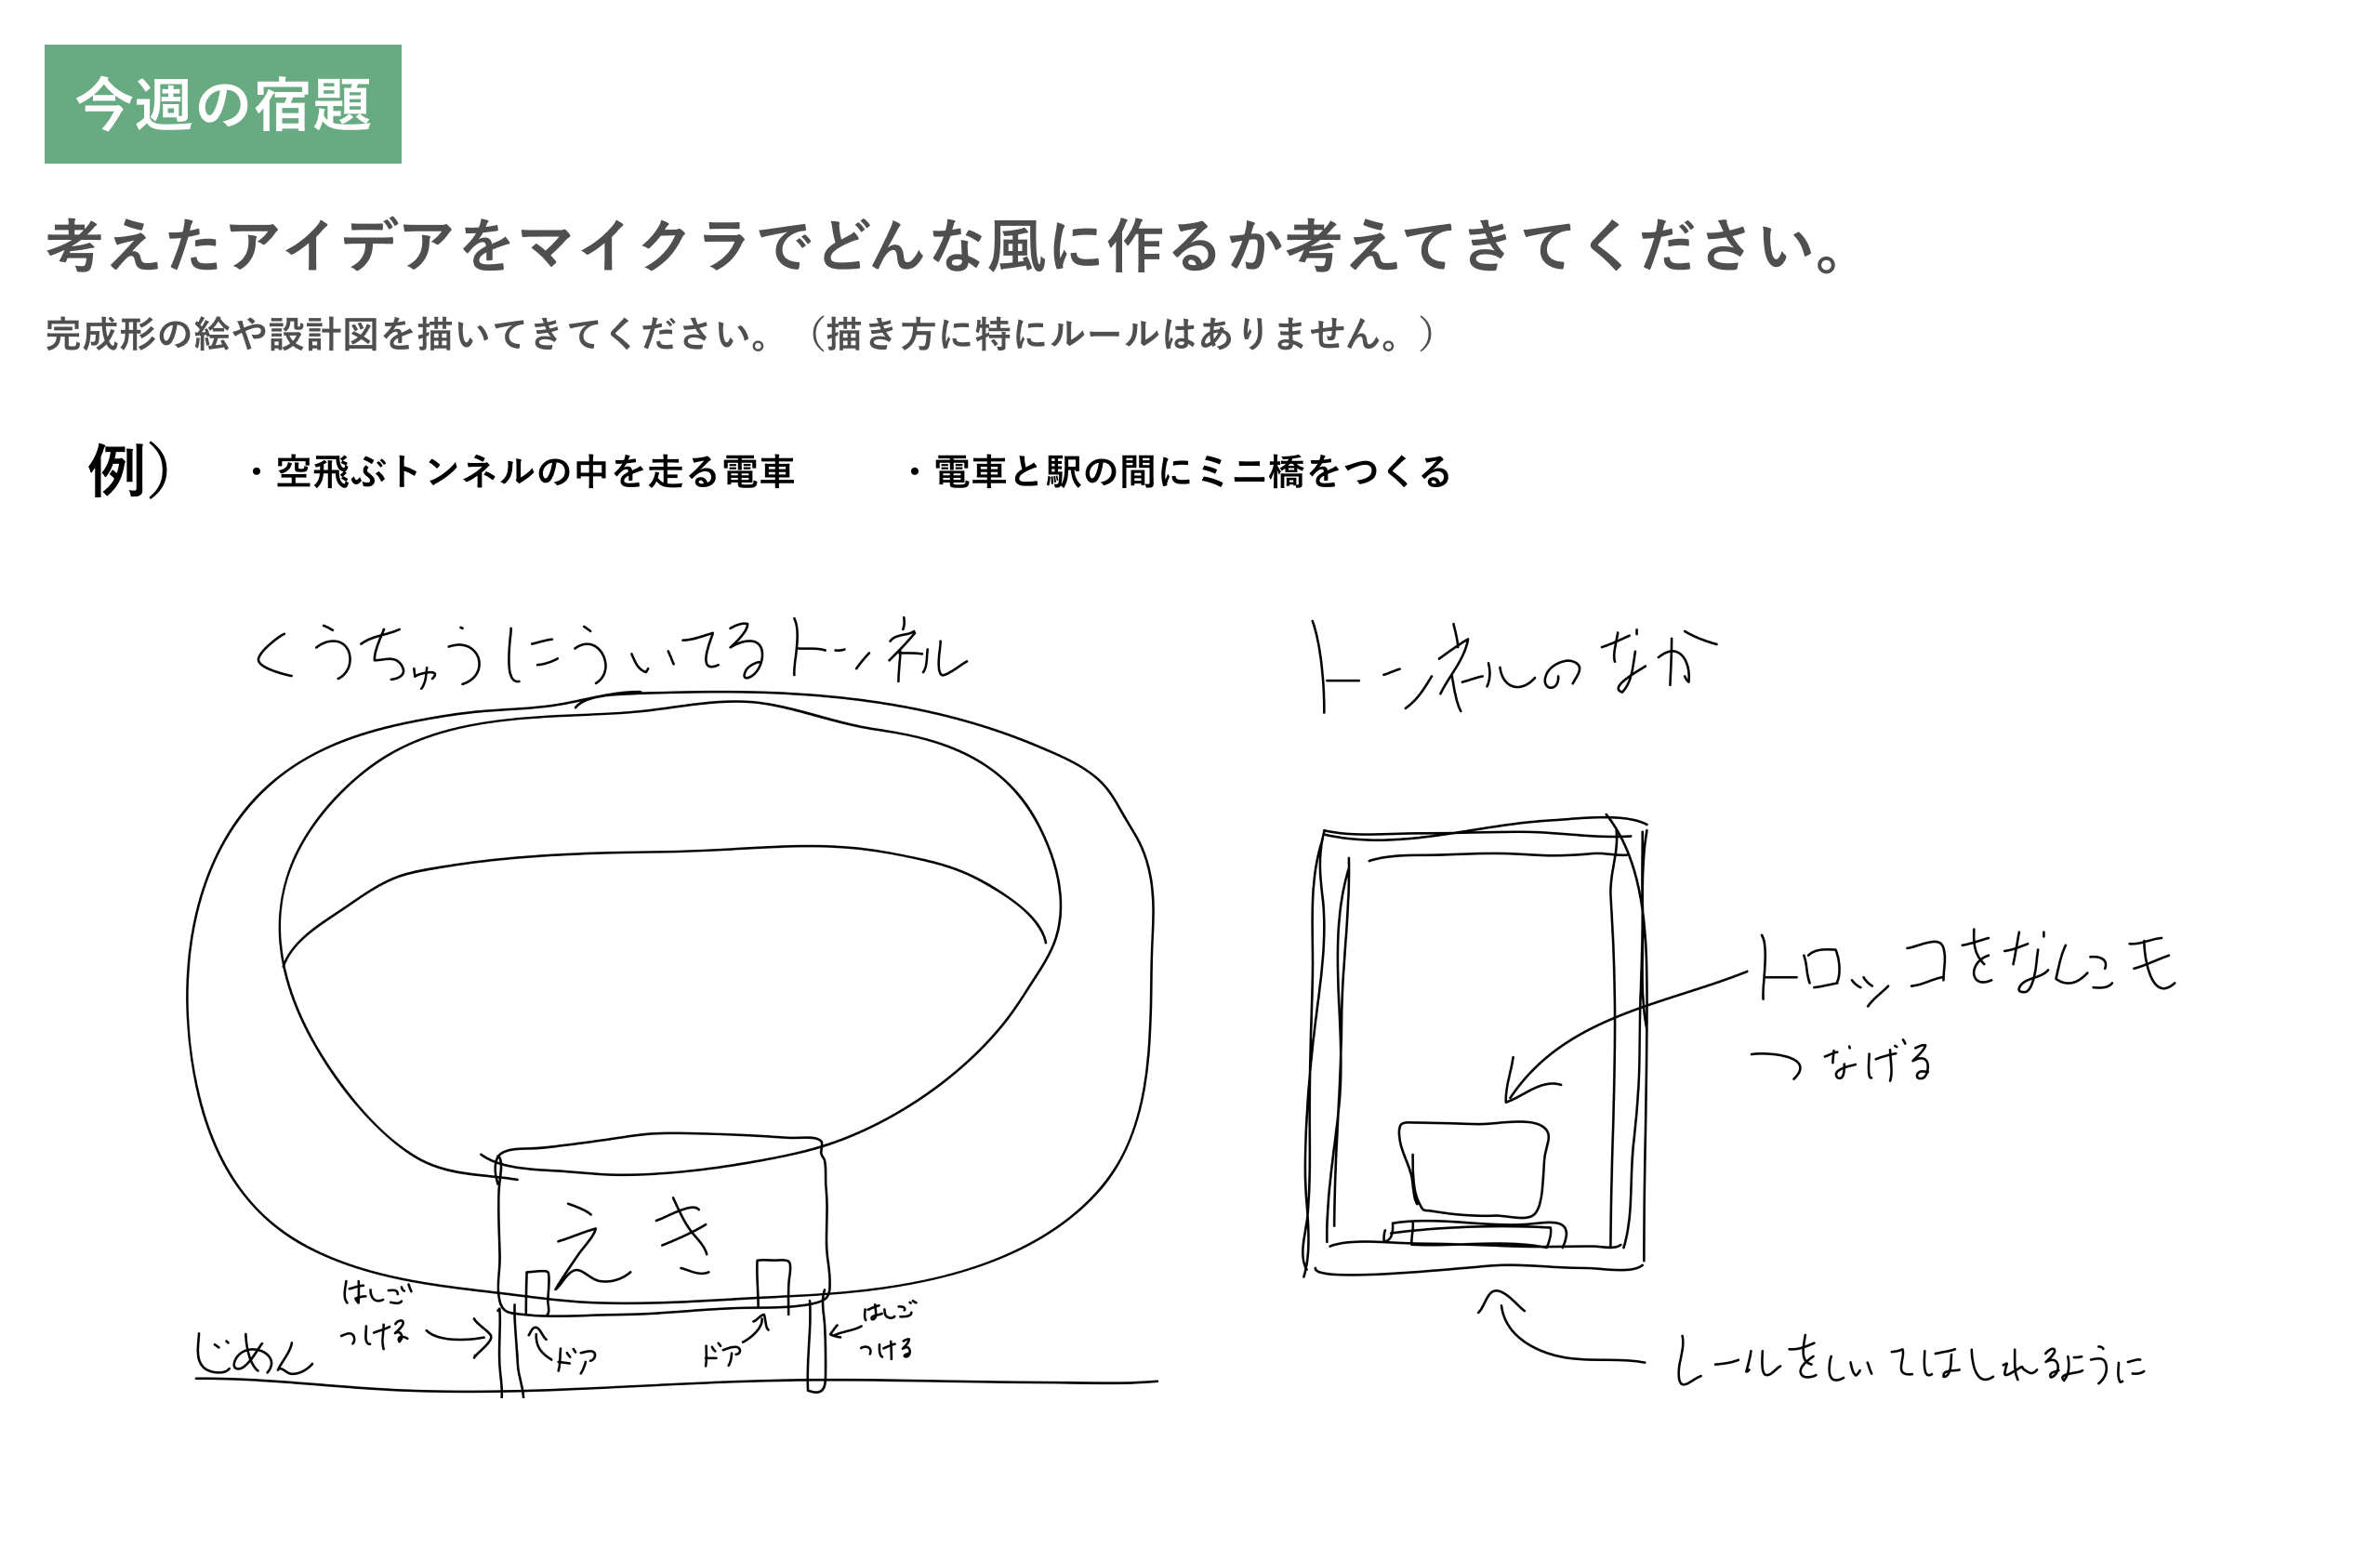 今週の宿題
考えたアイデアをマイクラでどんな風に作るか考えてきてください。
完成形の絵や設計図を描いてきてください。（描き方に特にルールはありません。）
例） ・空飛ぶトンネルの中を走る電車 ・電車と駅の間にミニ橋をつくる
くうちゅうにういてるトンネル
トンネルのなか
トロッコをなんこも
つなげる
えき
はしご
つける
ドア
ドア
はしご
つける
じめん
レールをしいてはしれるように